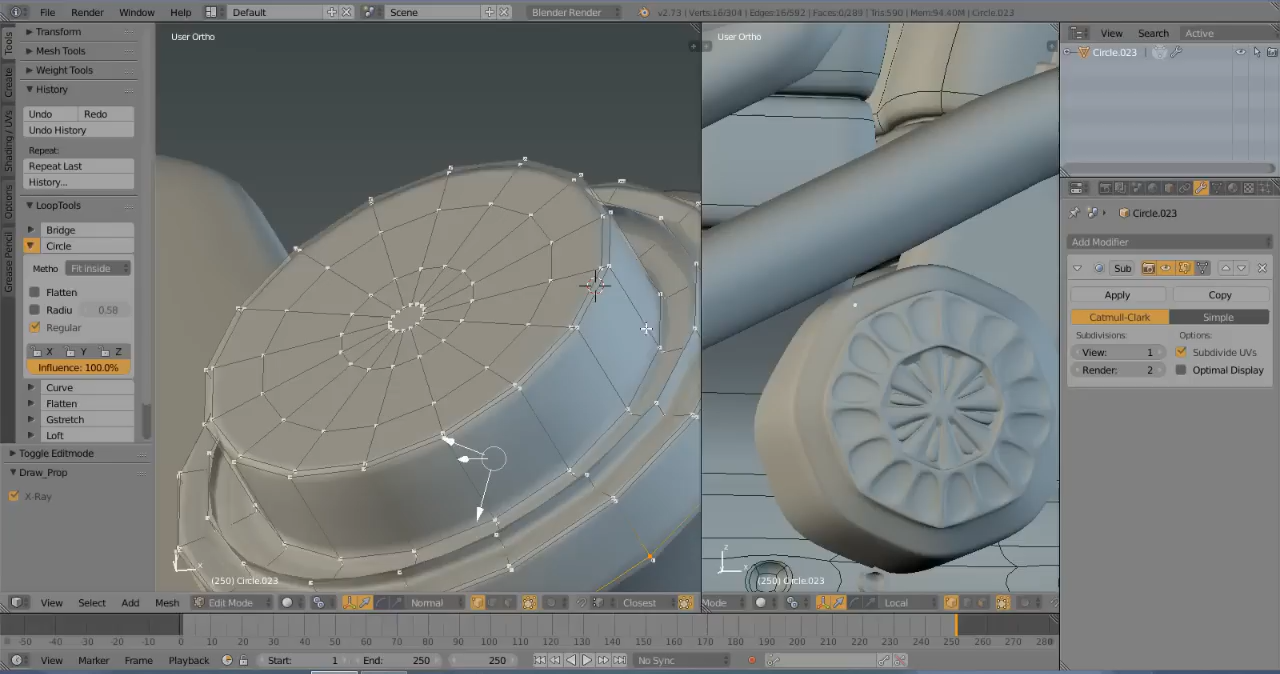 File Render Window Help Default Scene Blender Render v2.73 | Verts:16/304 | Edges:16/592 | Faces:0/289 | Tris:590 | Mem:94.40M | Circle.023
Tools
Create
Shading / UVs
Options
Grease Pencil
Transform
Mesh Tools
Weight Tools
History
Undo Redo
Undo History
Repeat:
Repeat Last
History...
LoopTools
Bridge
Circle
Metho Fit inside
Flatten
Radiu 0.58
Regular
X Y Z
Influence: 100.0%
Curve
Flatten
Gstretch
Loft
Toggle Editmode
Draw_Prop
X-Ray
User Ortho
(250) Circle.023
View Select Add Mesh Edit Mode Normal Closest
User Ortho
(250) Circle.023
Mode Local
View Search Active
Circle.023
Circle.023
Add Modifier
Sub
Apply Copy
Catmull-Clark Simple
Subdivisions: Options:
View: 1 Subdivide UVs
Render: 2 Optimal Display
-50 -40 -30 -20 -10 0 10 20 30 40 50 60 70 80 90 100 110 120 130 140 150 160 170 180 190 200 210 220 230 240 250 260 270 280
View Marker Frame Playback Start: 1 End: 250 250 No Sync